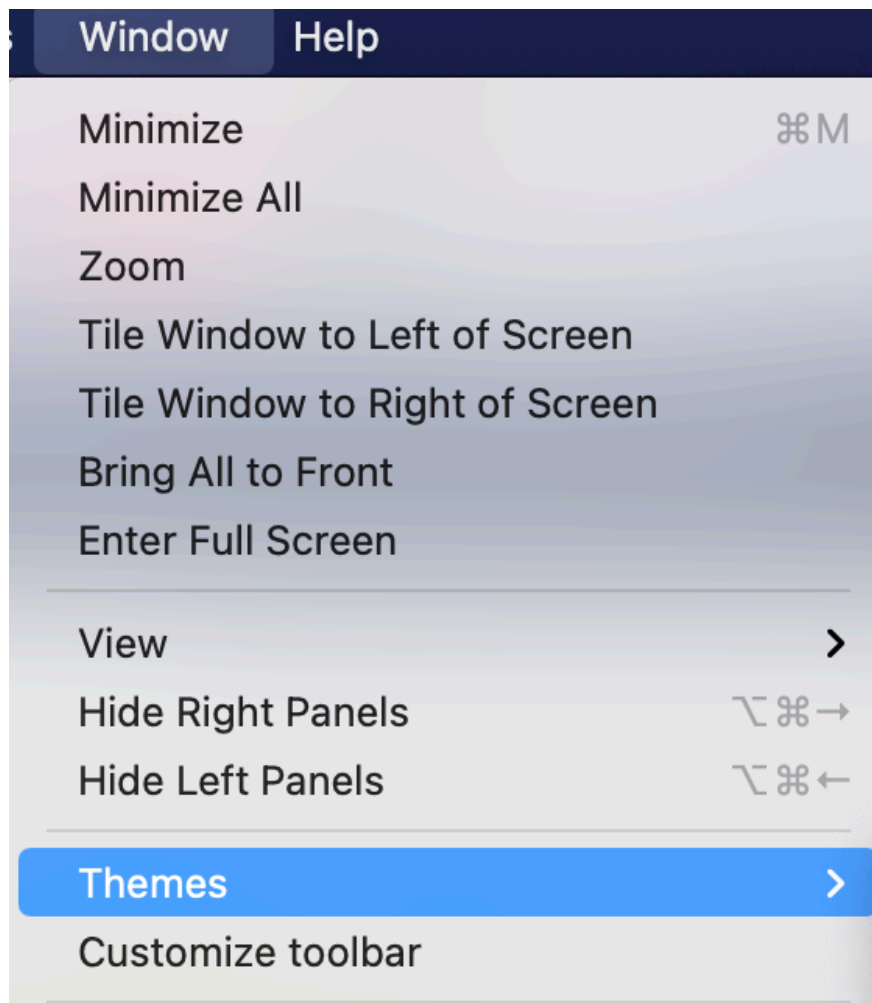 Window Help
Minimize ⌘M
Minimize All
Zoom
Tile Window to Left of Screen
Tile Window to Right of Screen
Bring All to Front
Enter Full Screen
View
Hide Right Panels ⌥⌘→
Hide Left Panels ⌥⌘←
Themes
Customize toolbar